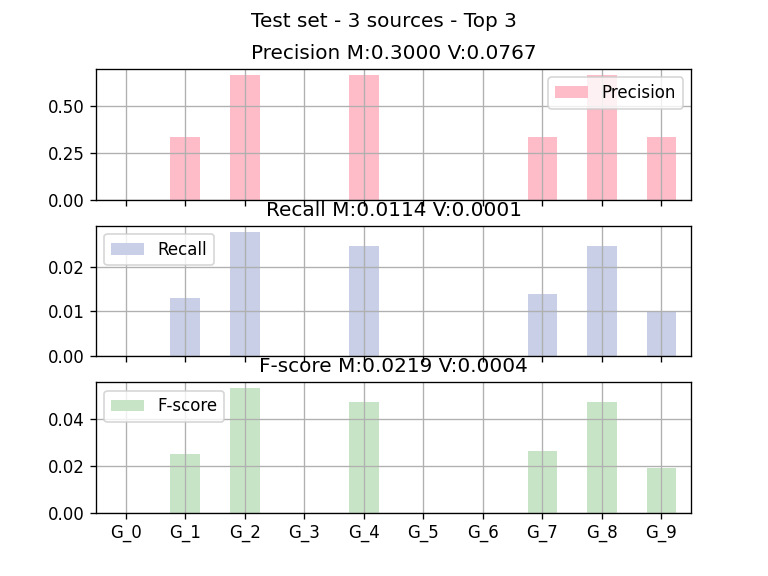 Test set - 3 sources - Top 3
Precision M:0.3000 V:0.0767
0.50
0.25
0.00
Precision
Recall M:0.0114 V:0.0001
0.02
0.01
0.00
Recall
F-score M:0.0219 V:0.0004
0.04
0.02
0.00
F-score
G_0 G_1 G_2 G_3 G_4 G_5 G_6 G_7 G_8 G_9